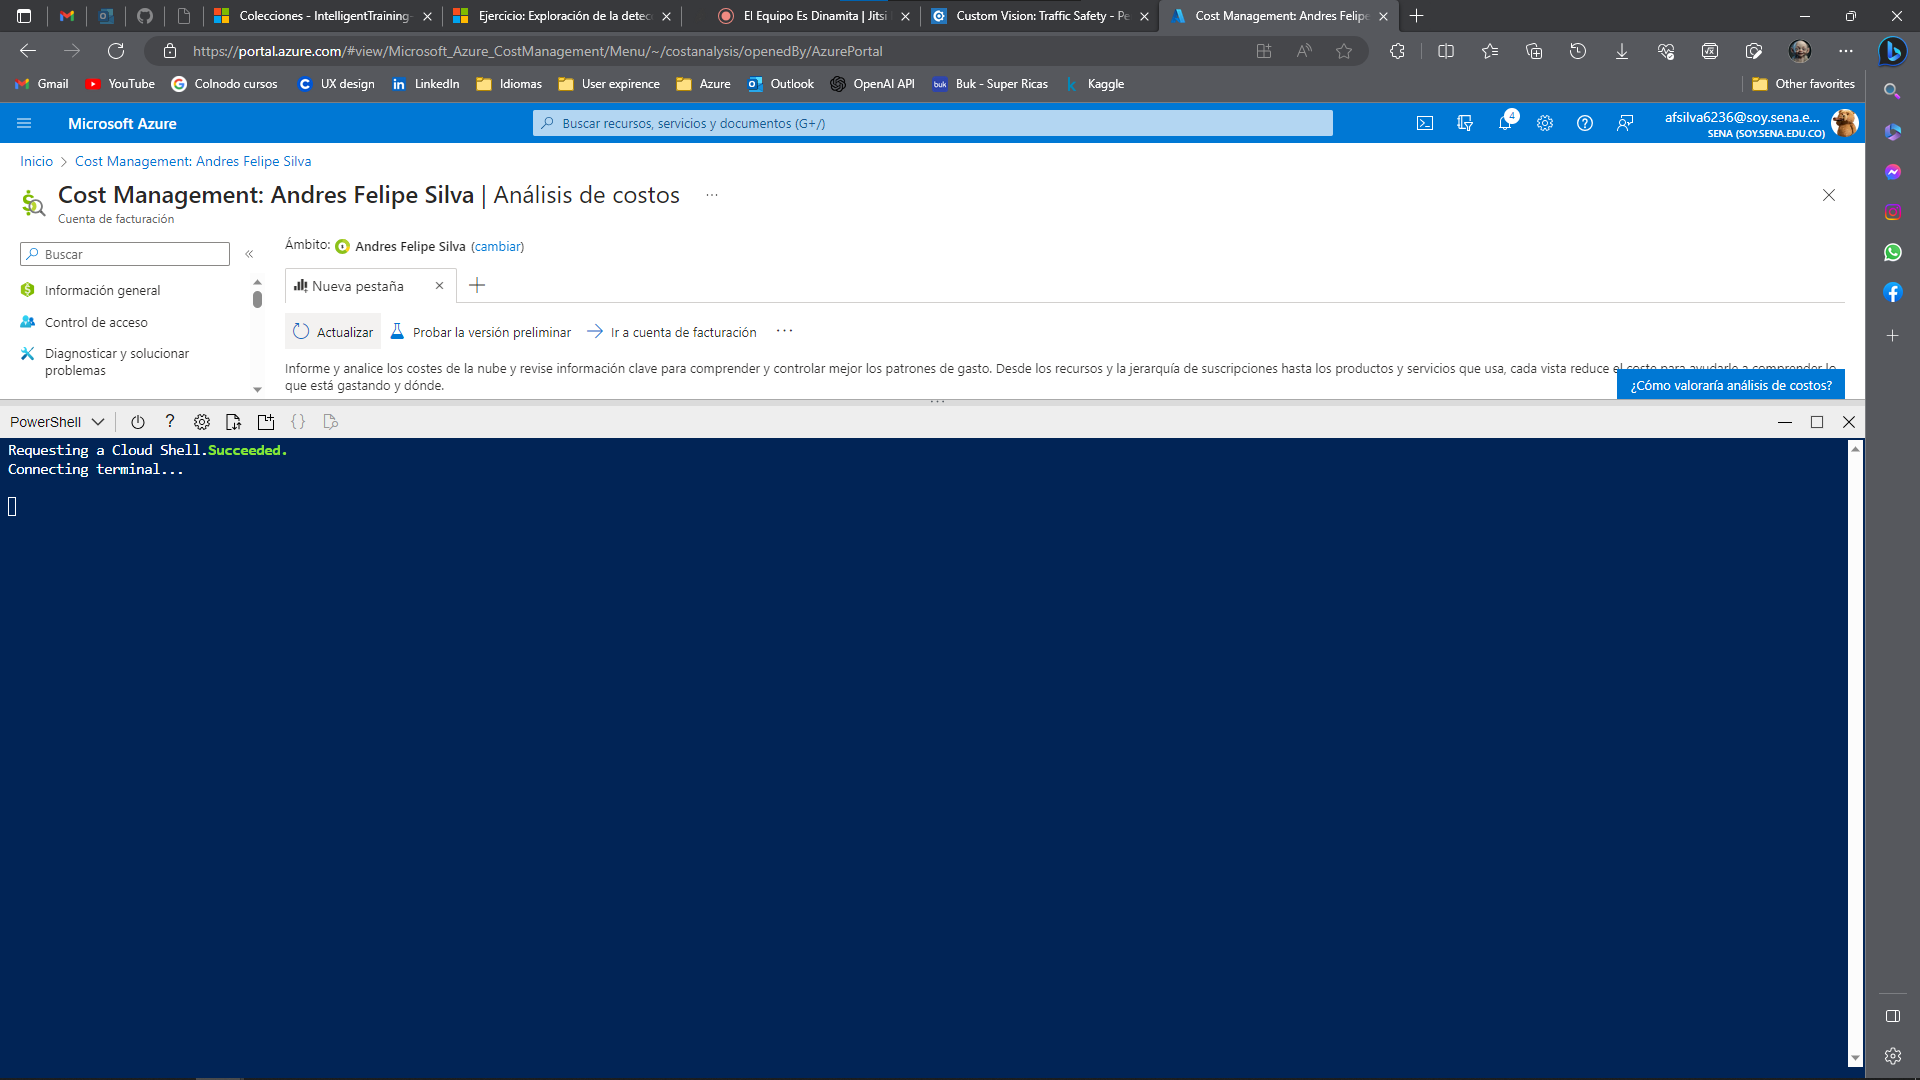 Colecciones - IntelligentTraining-
Ejercicio: Exploración de la detec
El Equipo Es Dinamita | Jitsi
Custom Vision: Traffic Safety - Pe
Cost Management: Andres Felipe
https://portal.azure.com/#view/Microsoft_Azure_CostManagement/Menu/~/costanalysis/openedBy/AzurePortal
Gmail
YouTube
Colnodo cursos
UX design
LinkedIn
Idiomas
User expirence
Azure
Outlook
OpenAI API
Buk - Super Ricas
Kaggle
Other favorites
Microsoft Azure
Buscar recursos, servicios y documentos (G+/)
4
afsilva6236@soy.sena.e...
SENA (SOY.SENA.EDU.CO)
Inicio > Cost Management: Andres Felipe Silva
Cost Management: Andres Felipe Silva | Análisis de costos ...
Cuenta de facturación
Buscar
Información general
Control de acceso
Diagnosticar y solucionar
problemas
Ámbito: Andres Felipe Silva (cambiar)
Nueva pestaña
Actualizar
Probar la versión preliminar
Ir a cuenta de facturación
Informe y analice los costes de la nube y revise información clave para comprender y controlar mejor los patrones de gasto. Desde los recursos y la jerarquía de suscripciones hasta los productos y servicios que usa, cada vista reduce el coste para ayudarle a comprender lo
que está gastando y dónde.
¿Cómo valoraría análisis de costos?
PowerShell
Requesting a Cloud Shell.Succeeded.
Connecting terminal...